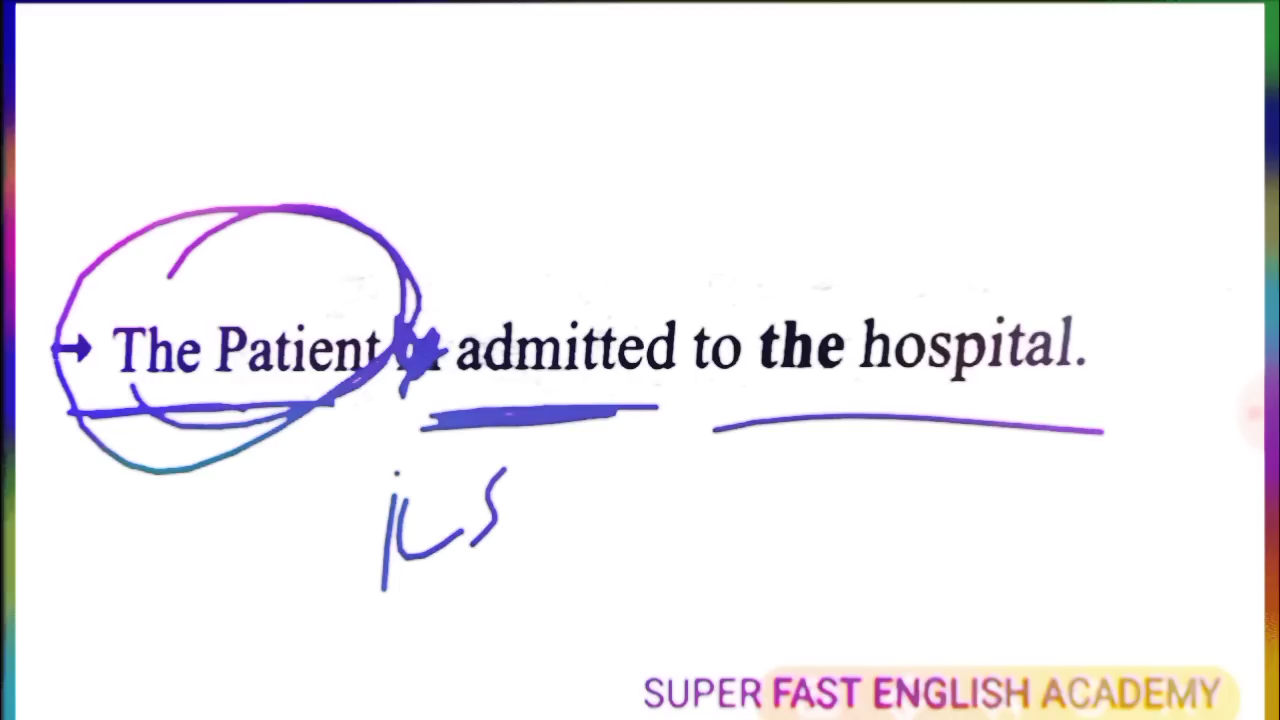 → The Patient admitted to the hospital.
SUPER FAST ENGLISH ACADEMY